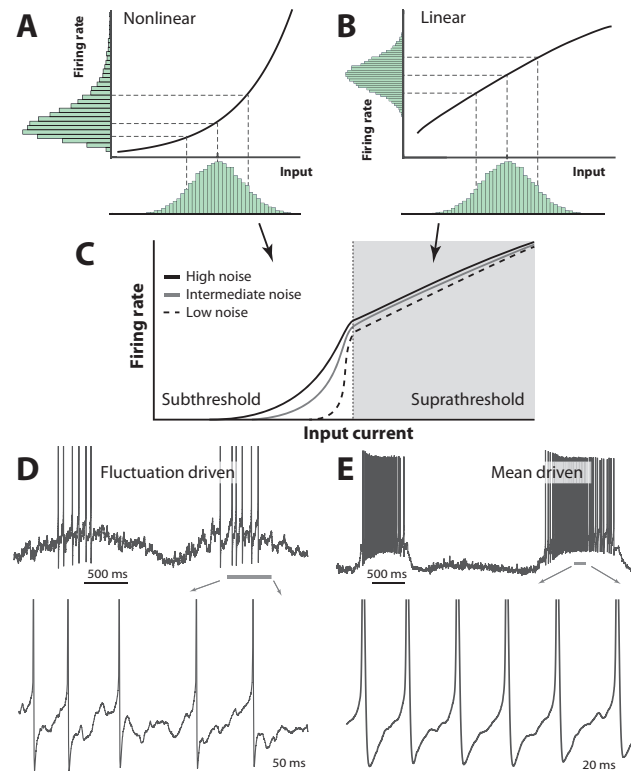 A
Nonlinear
Firing rate
Input
B
Linear
Firing rate
Input
C
High noise
Intermediate noise
Low noise
Firing rate
Subthreshold
Suprathreshold
Input current
D
Fluctuation driven
500 ms
50 ms
E
Mean driven
500 ms
20 ms